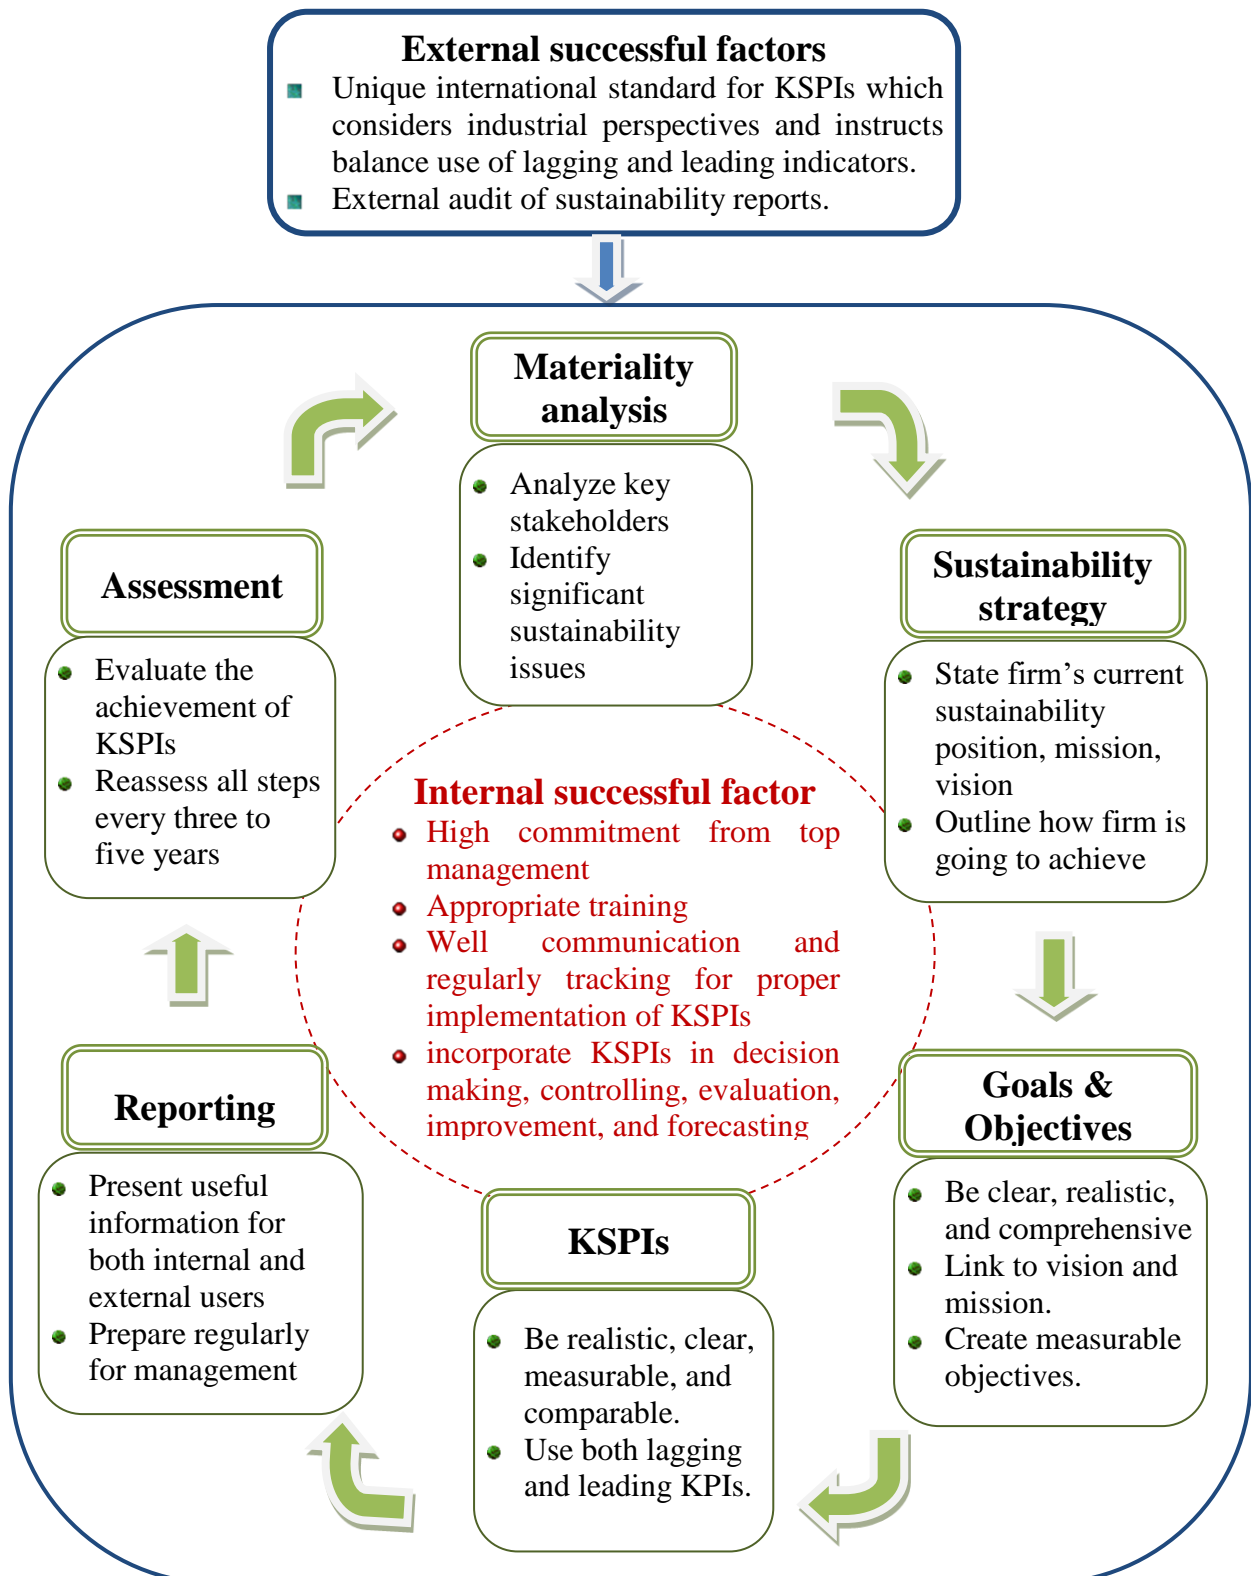 External successful factors
Unique international standard for KSPIs which
considers industrial perspectives and instructs
balance use of lagging and leading indicators.
External audit of sustainability reports.
Materiality
analysis
Analyze key
stakeholders
Identify
significant
sustainability
issues
Sustainability
strategy
State firm’s current
sustainability
position, mission,
vision
Outline how firm is
going to achieve
Goals &
Objectives
Be clear, realistic,
and comprehensive
Link to vision and
mission.
Create measurable
objectives.
KSPIs
Be realistic, clear,
measurable, and
comparable.
Use both lagging
and leading KPIs.
Reporting
Present useful
information for
both internal and
external users
Prepare regularly
for management
Assessment
Evaluate the
achievement of
KSPIs
Reassess all steps
every three to
five years
Internal successful factor
High commitment from top
management
Appropriate training
Well communication and
regularly tracking for proper
implementation of KSPIs
incorporate KSPIs in decision
making, controlling, evaluation,
improvement, and forecasting